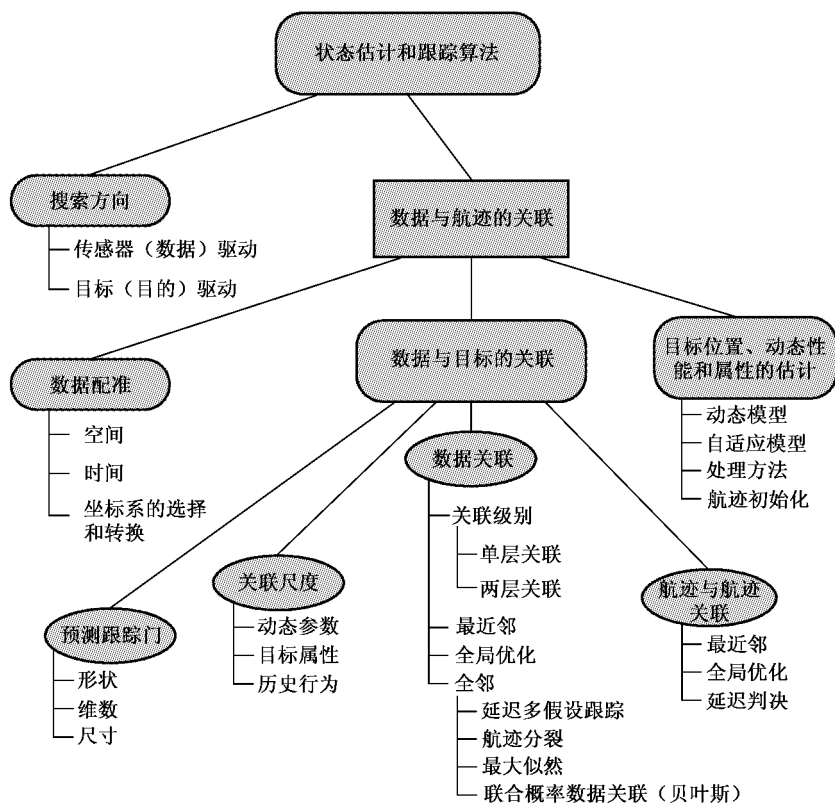 状态估计和跟踪算法
搜索方向
传感器（数据）驱动
目标（目的）驱动
数据与航迹的关联
数据配准
空间
时间
坐标系的选择
和转换
数据与目标的关联
目标位置、动态性
能和属性的估计
动态模型
自适应模型
处理方法
航迹初始化
预测跟踪门
形状
维数
尺寸
关联尺度
动态参数
目标属性
历史行为
数据关联
关联级别
单层关联
两层关联
最近邻
全局优化
全邻
延迟多假设跟踪
航迹分裂
最大似然
联合概率数据关联（贝叶斯）
航迹与航迹
关联
最近邻
全局优化
延迟判决